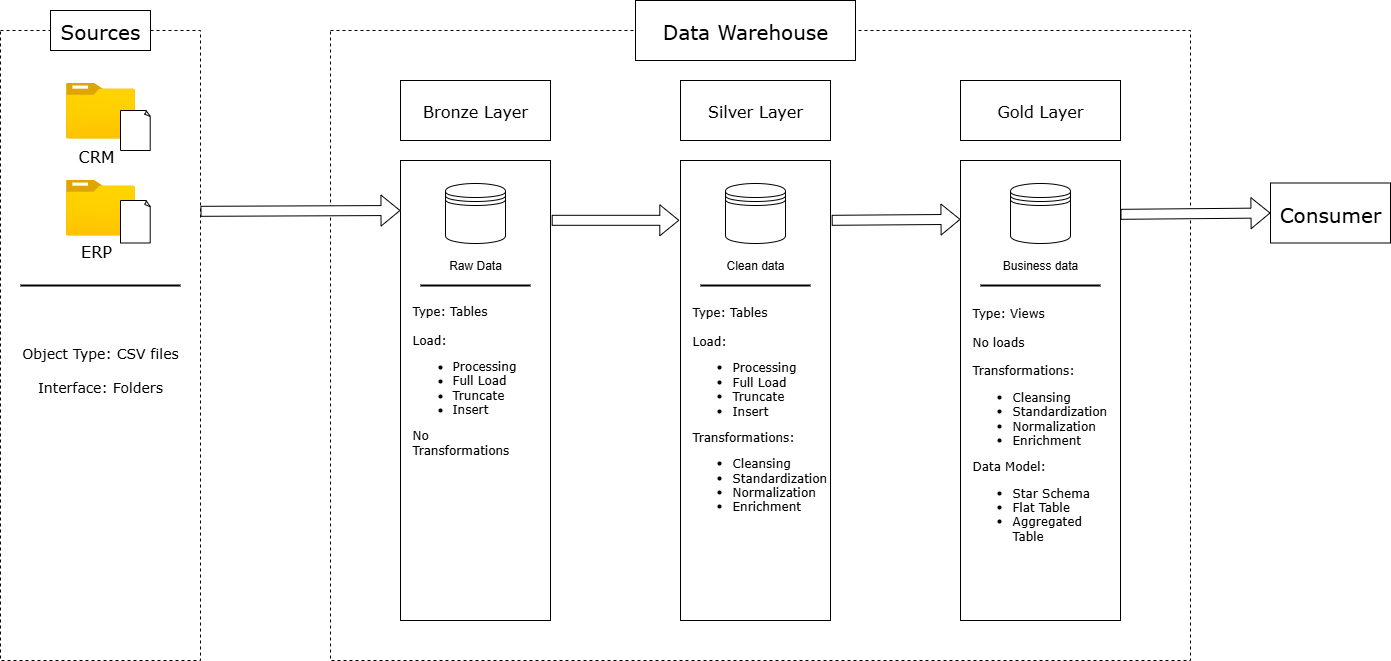 Sources
CRM
ERP
Object Type: CSV files
Interface: Folders
Data Warehouse
Bronze Layer
Raw Data
Type: Tables
Load:
Processing
Full Load
Truncate
Insert
No
Transformations
Silver Layer
Clean data
Type: Tables
Load:
Processing
Full Load
Truncate
Insert
Transformations:
Cleansing
Standardization
Normalization
Enrichment
Gold Layer
Business data
Type: Views
No loads
Transformations:
Cleansing
Standardization
Normalization
Enrichment
Data Model:
Star Schema
Flat Table
Aggregated
Table
Consumer